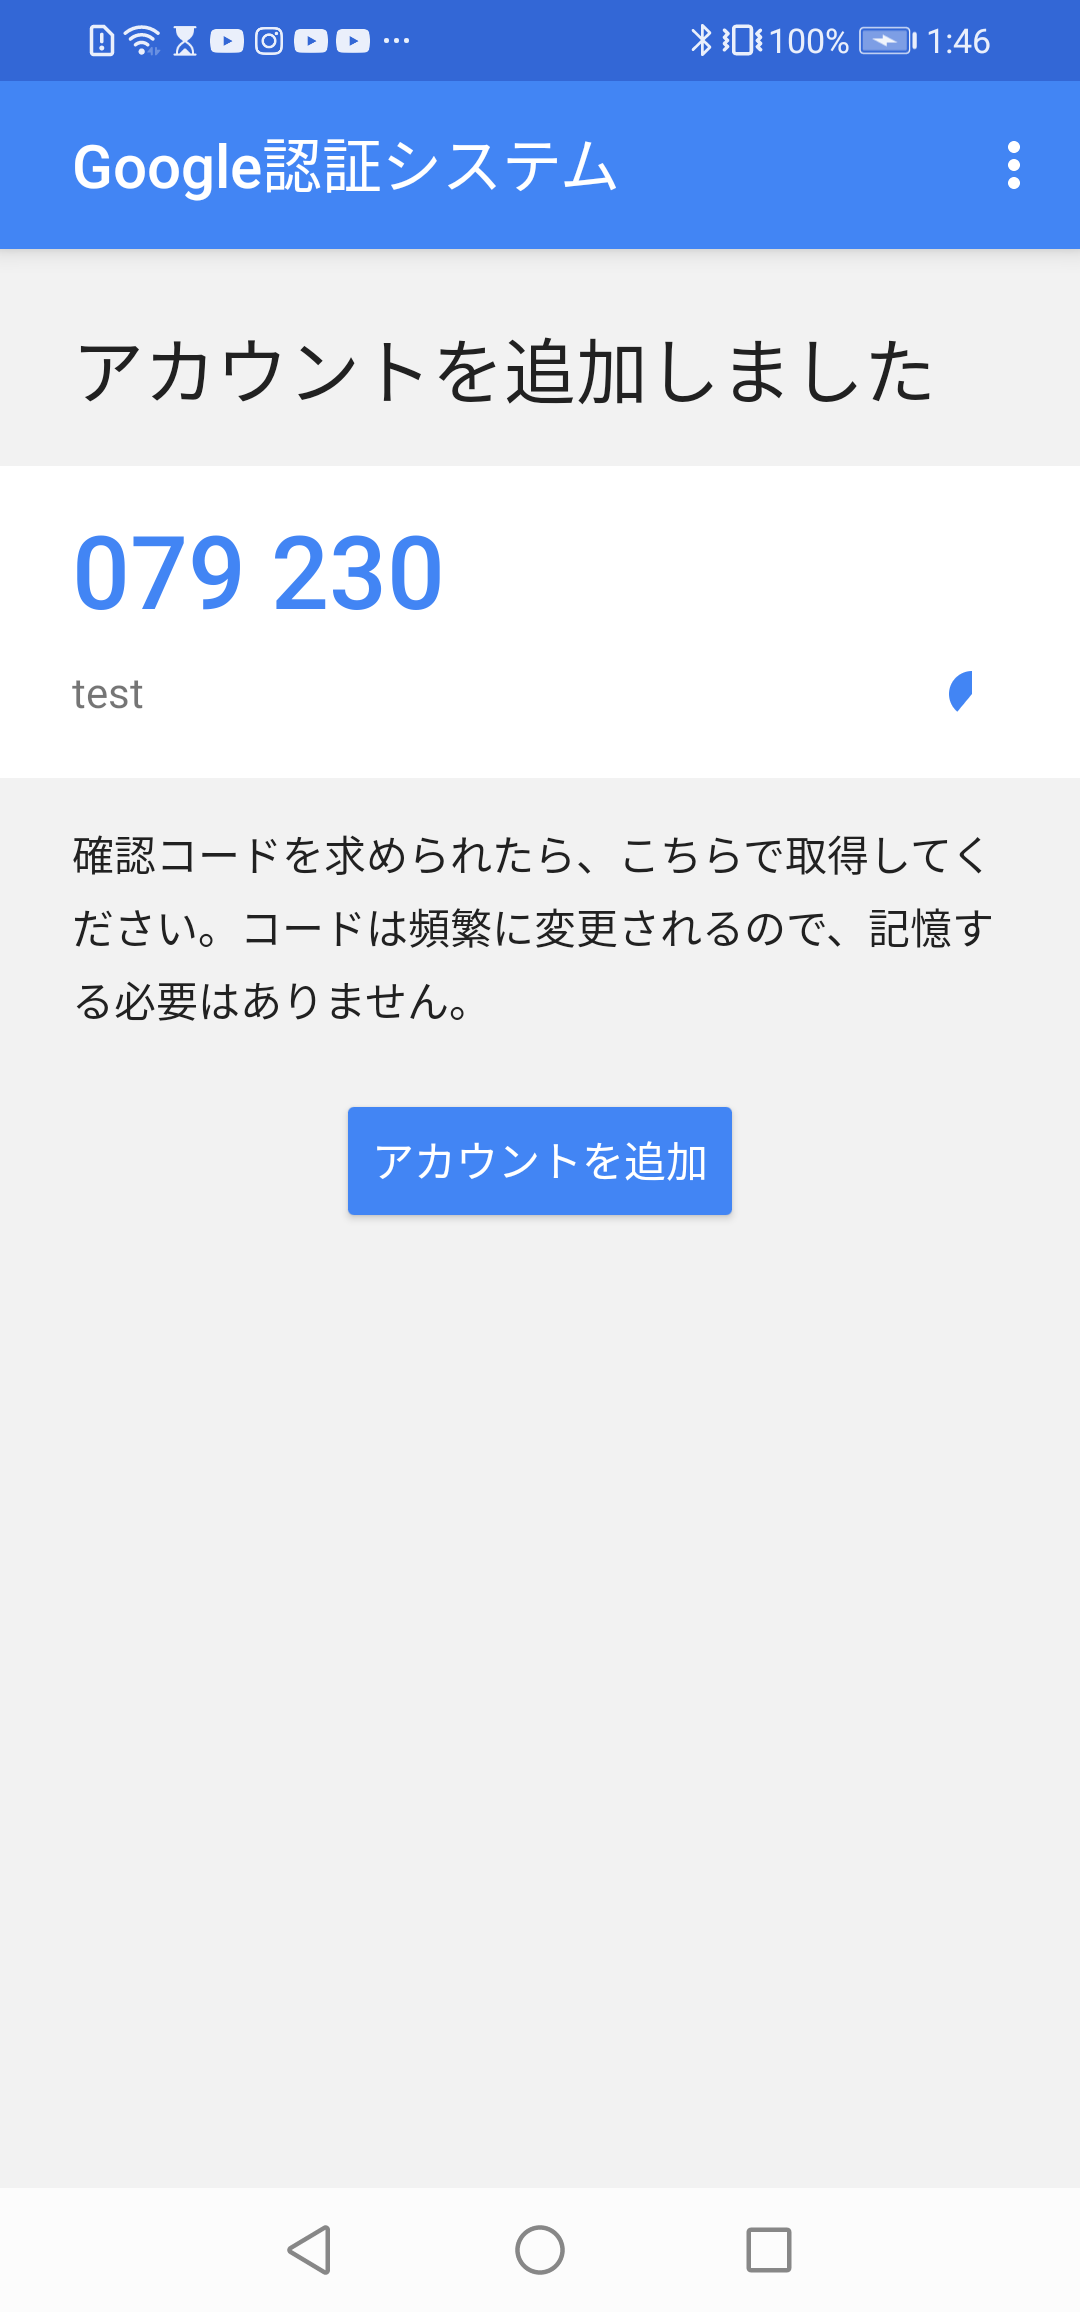 100% 1:46
Google認証システム
アカウントを追加しました
079 230
test
確認コードを求められたら、こちらで取得してく
ださい。コードは頻繁に変更されるので、記憶す
る必要はありません。
アカウントを追加